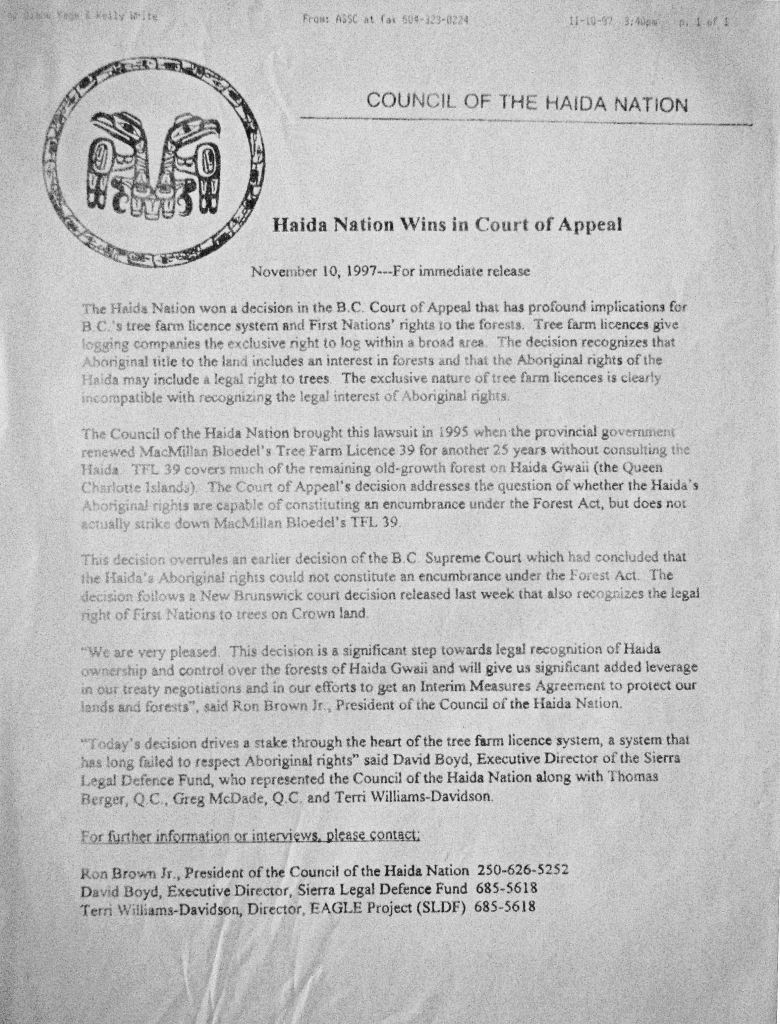 Kelly White From: ASSC at fax 604-323-0224 11-10-97 3:40pm p. 1 of 1
COUNCIL OF THE HAIDA NATION
Haida Nation Wins in Court of Appeal
November 10, 1997---For immediate release
The Haida Nation won a decision in the B.C. Court of Appeal that has profound implications for
B.C.'s tree farm licence system and First Nations' rights to the forests. Tree farm licences give
logging companies the exclusive right to log within a broad area. The decision recognizes that
Aboriginal title to the land includes an interest in forests and that the Aboriginal rights of the
Haida may include a legal right to trees. The exclusive nature of tree farm licences is clearly
incompatible with recognizing the legal interest of Aboriginal rights.
The Council of the Haida Nation brought this lawsuit in 1995 when the provincial government
renewed MacMillan Bloedel's Tree Farm Licence 39 for another 25 years without consulting the
Haida. TFL 39 covers much of the remaining old-growth forest on Haida Gwaii (the Queen
Charlotte Islands). The Court of Appeal's decision addresses the question of whether the Haida's
Aboriginal rights are capable of constituting an encumbrance under the Forest Act, but does not
actually strike down MacMillan Bloedel's TFL 39.
This decision overrules an earlier decision of the B.C. Supreme Court which had concluded that
the Haida's Aboriginal rights could not constitute an encumbrance under the Forest Act. The
decision follows a New Brunswick court decision released last week that also recognizes the legal
right of First Nations to trees on Crown land.
"We are very pleased. This decision is a significant step towards legal recognition of Haida
ownership and control over the forests of Haida Gwaii and will give us significant added leverage
in our treaty negotiations and in our efforts to get an Interim Measures Agreement to protect our
lands and forests", said Ron Brown Jr., President of the Council of the Haida Nation.
"Today's decision drives a stake through the heart of the tree farm licence system, a system that
has long failed to respect Aboriginal rights" said David Boyd, Executive Director of the Sierra
Legal Defence Fund, who represented the Council of the Haida Nation along with Thomas
Berger, Q.C., Greg McDade, Q.C. and Terri Williams-Davidson.
For further information or interviews, please contact:
Ron Brown Jr., President of the Council of the Haida Nation 250-626-5252
David Boyd, Executive Director, Sierra Legal Defence Fund 685-5618
Terri Williams-Davidson, Director, EAGLE Project (SLDF) 685-5618